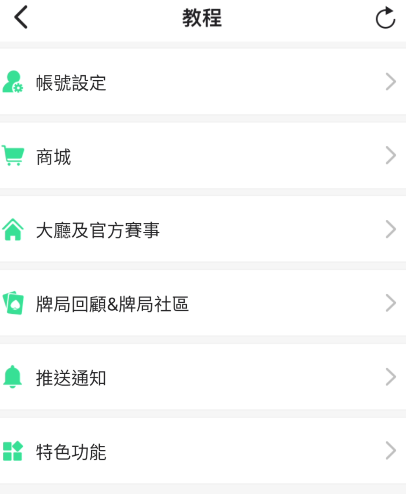 教程
帳號設定
商城
大廳及官方賽事
牌局回顧&牌局社區
推送通知
特色功能